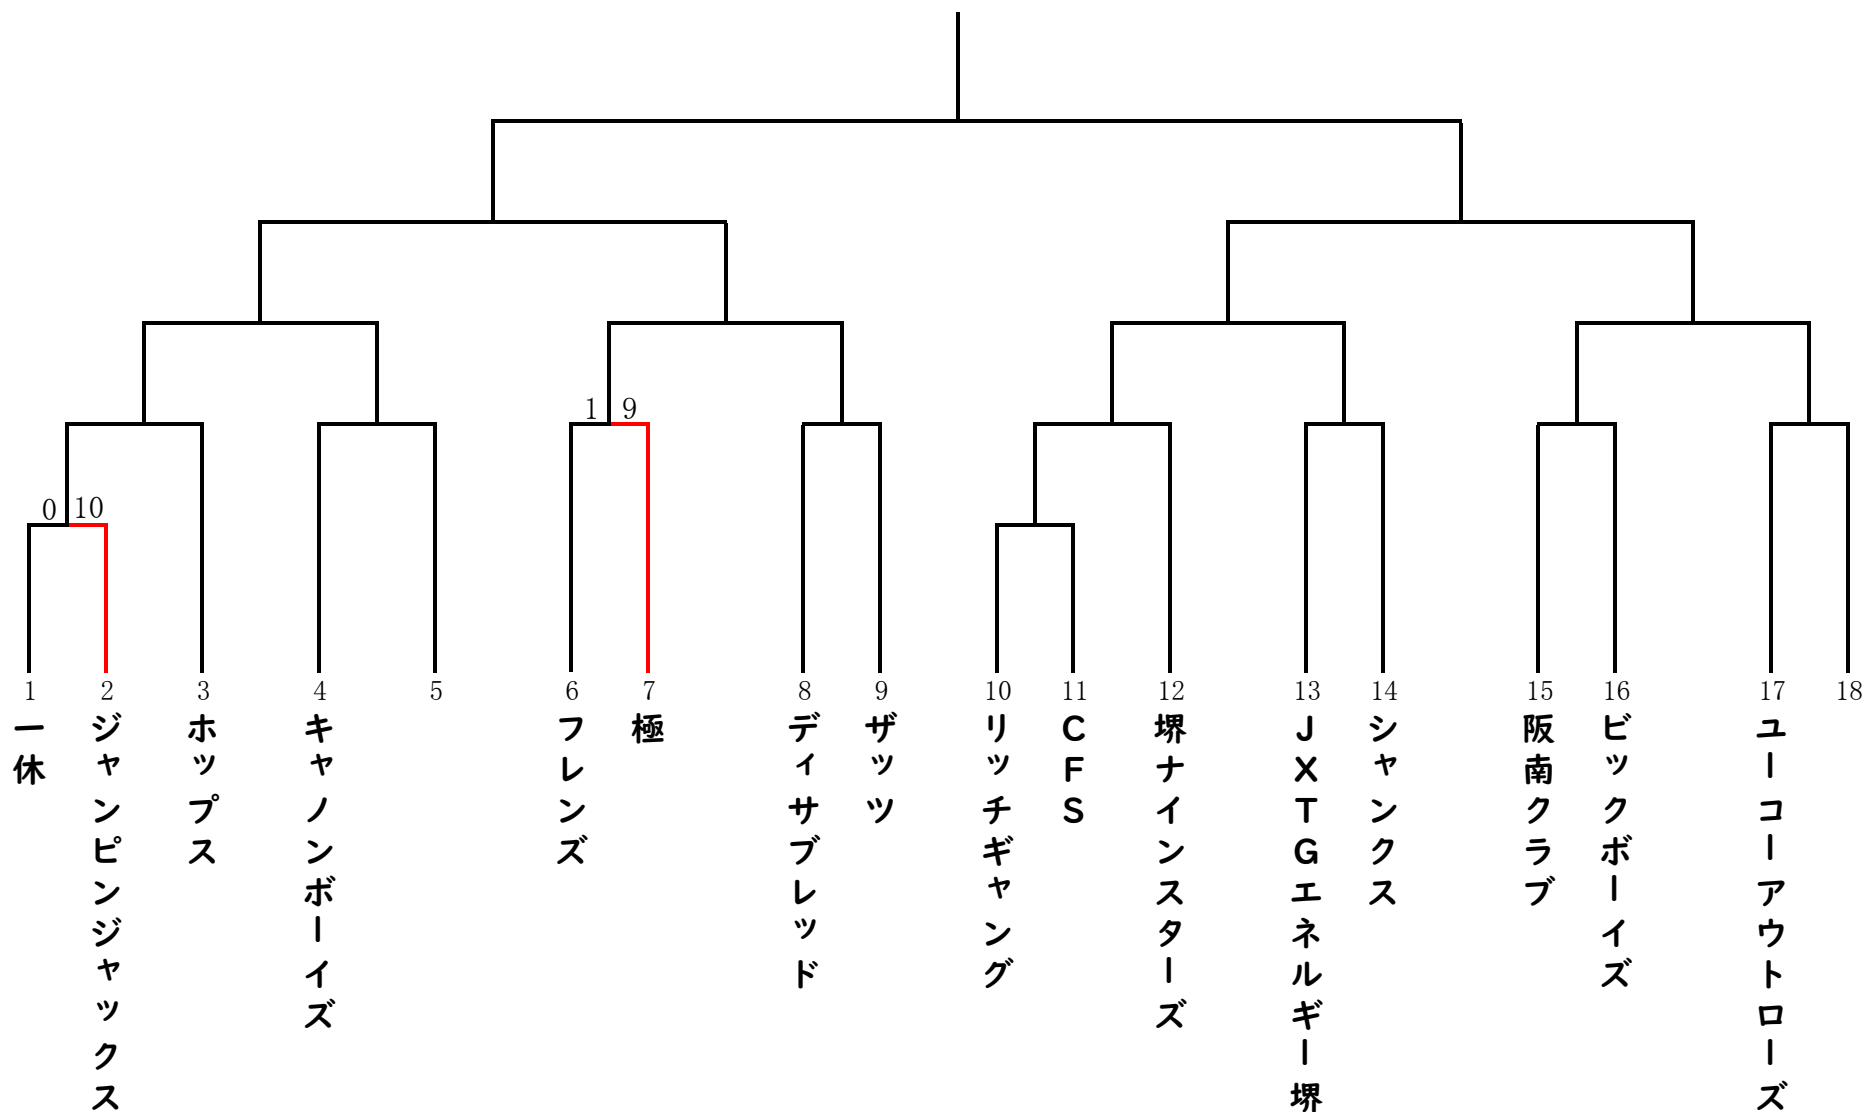 1 9
0 10
1 2 3 4 5 6 7 8 9 10 11 12 13 14 15 16 17 18
一休
ジャンピンジャックス
ホップス
キャノンボーイズ
フレンズ
極
ディサブレッド
ザッツ
リッチギャング
CFS
堺ナインスターズ
JXTGエネルギー堺
シャンクス
阪南クラブ
ビックボーイズ
ユーコーアウトローズ